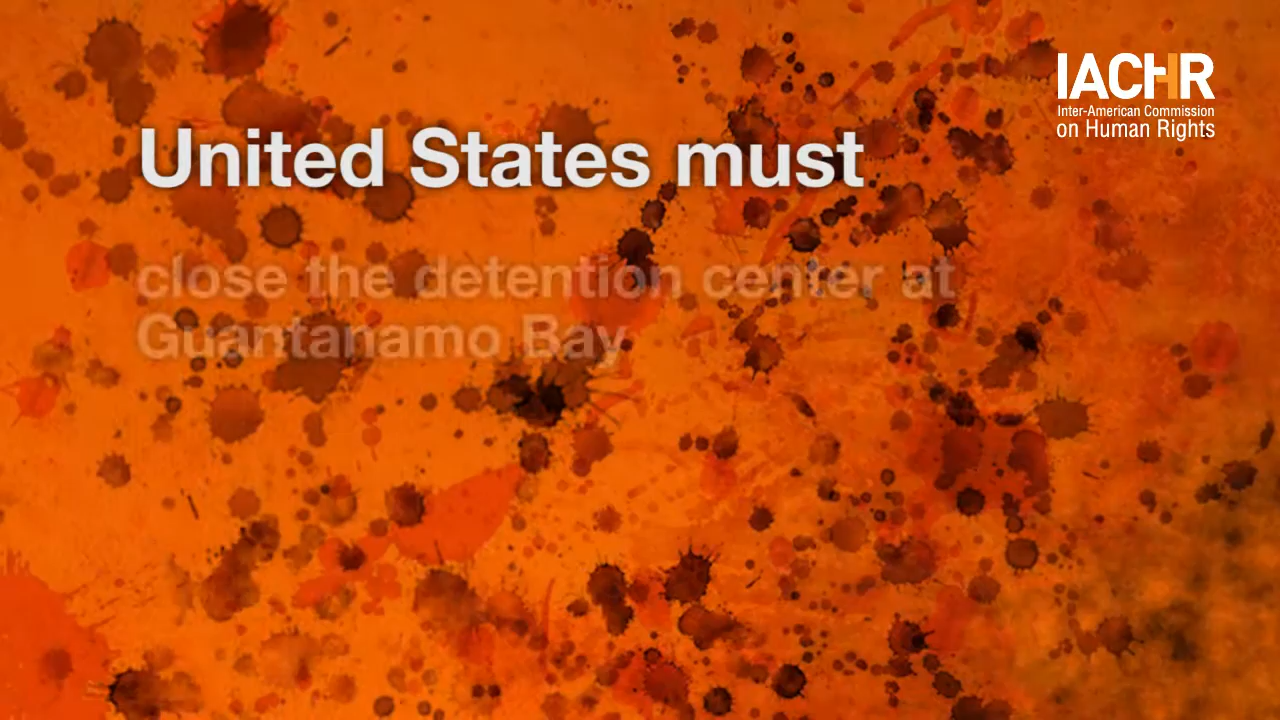 IACHR
Inter-American Commission
on Human Rights
United States must
close the detention center at
Guantanamo Bay